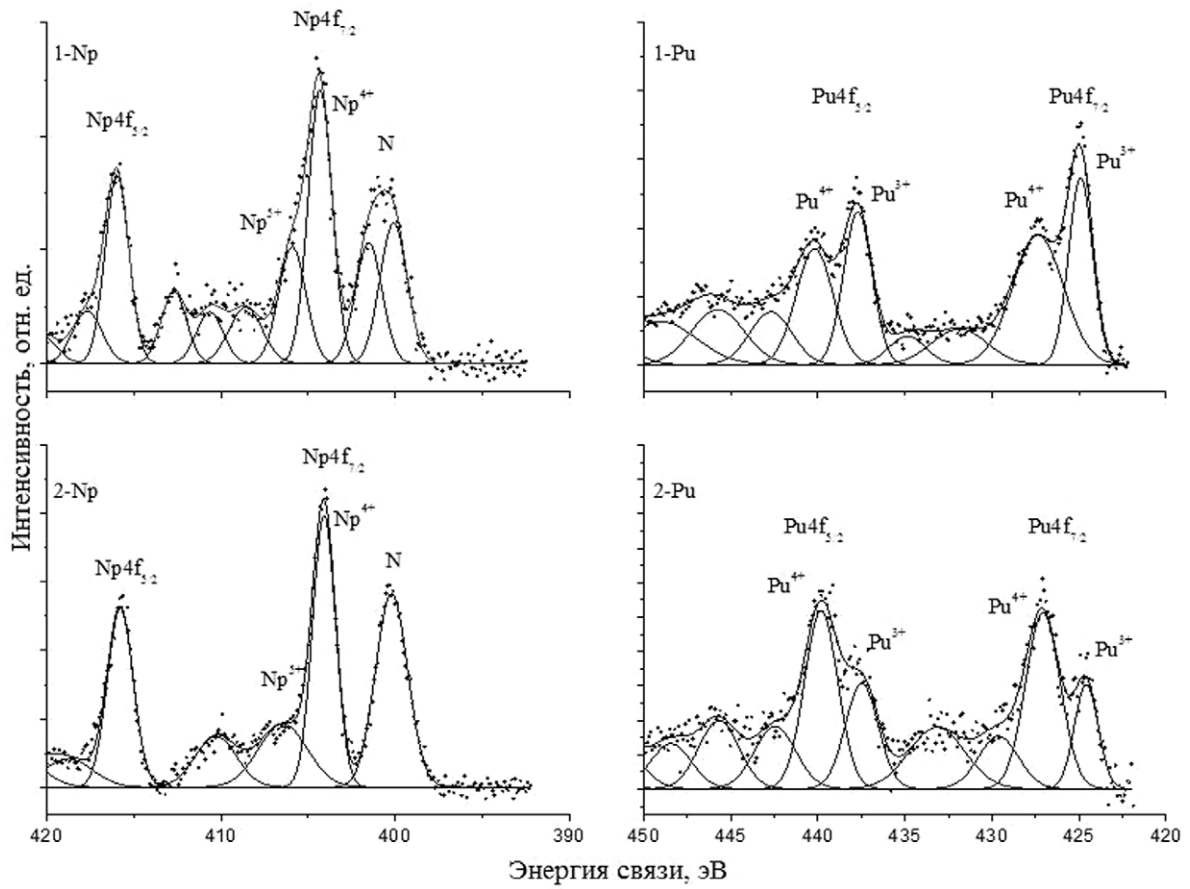 Интенсивность, отн. ед.
1-Np
Np4f7/2
Np4f5/2
Np4+
Np5+
N
1-Pu
Pu4f5/2
Pu4f7/2
Pu4+
Pu3+
Pu4+
Pu3+
2-Np
Np4f7/2
Np4f5/2
Np4+
Np5+
N
420 410 400 390
2-Pu
Pu4f5/2
Pu4f7/2
Pu4+
Pu3+
Pu4+
Pu3+
450 445 440 435 430 425 420
Энергия связи, эВ